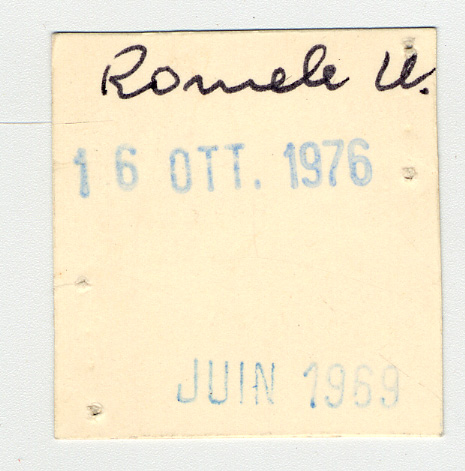 Romele U.
16 OTT. 1976
JUIN 1969